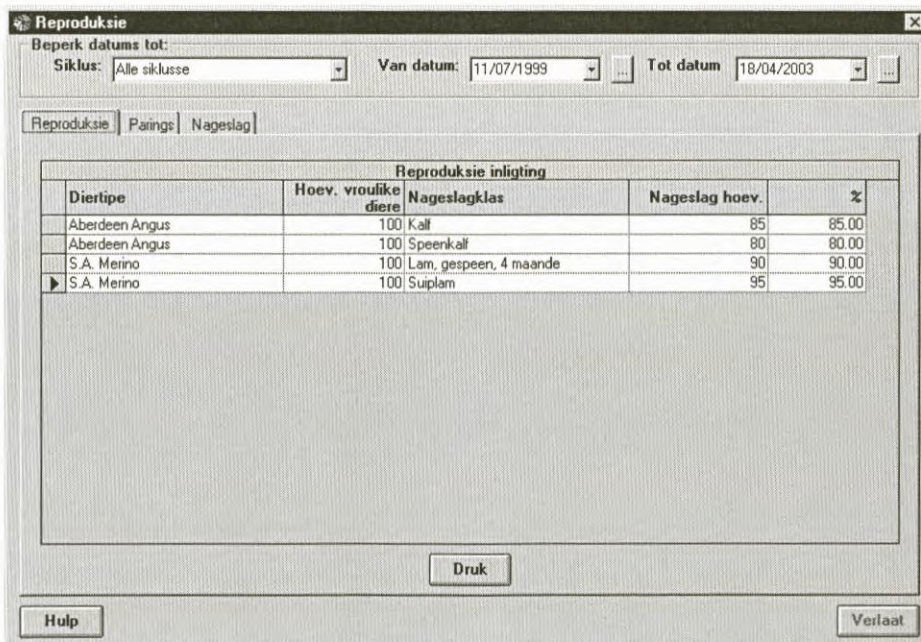 Reproduksie
Beperk datums tot:
Siklus: Alle siklusse Van datum: 11/07/1999 ... Tot datum 18/04/2003 ...
Reproduksie Parings Nageslag
Reproduksie inligting
Diertipe Hoev. vroulike diere Nageslagklas Nageslag hoev. %
Aberdeen Angus 100 Kalf 85 85.00
Aberdeen Angus 100 Speenkalf 80 80.00
S.A. Merino 100 Lam, gespeen, 4 maande 90 90.00
S.A. Merino 100 Suiplam 95 95.00
Druk
Hulp Verlaat